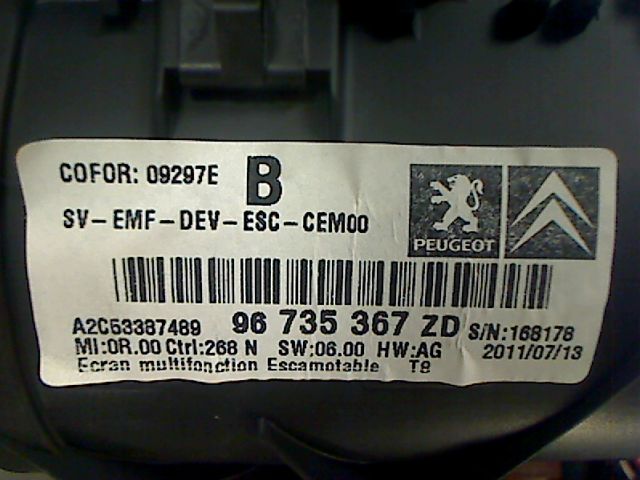 COFOR: 09297E B
SV-EMF-DEV-ESC-CEM00
PEUGEOT
A2C53387489 96 735 367 ZD S/N:168178
MI:0R.00 Ctrl:268 N SW:06.00 HW:AG 2011/07/13
Ecran multifonction Escamotable T9